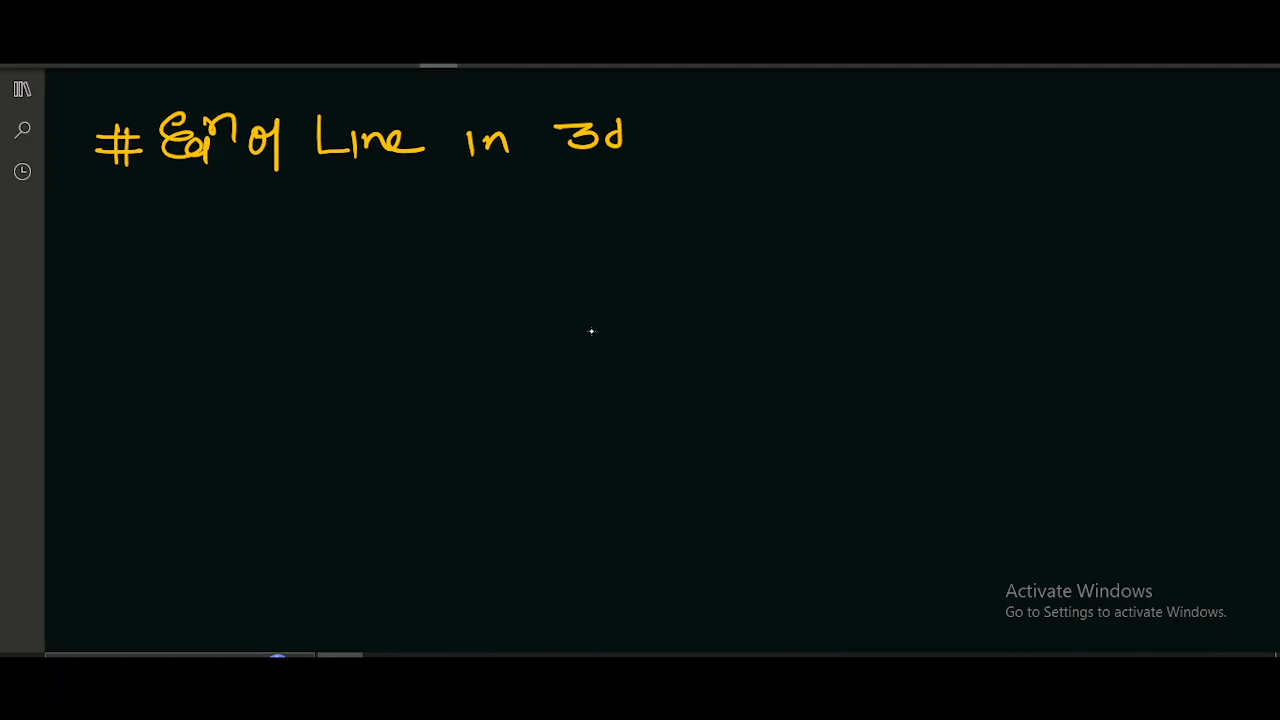 # Eqn of Line in 3d
Activate Windows
Go to Settings to activate Windows.